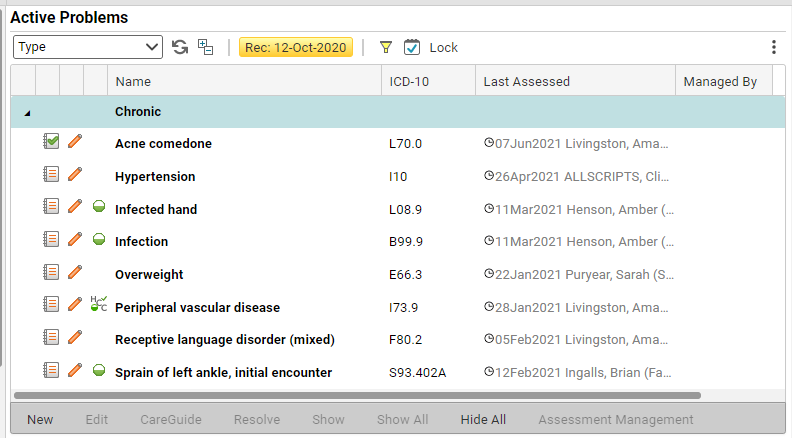 Active Problems
Type Rec: 12-Oct-2020 Lock
Name ICD-10 Last Assessed Managed By
Chronic
Acne comedone L70.0 07Jun2021 Livingston, Ama...
Hypertension I10 26Apr2021 ALLSCRIPTS, Cli...
Infected hand L08.9 11Mar2021 Henson, Amber (...
Infection B99.9 11Mar2021 Henson, Amber (...
Overweight E66.3 22Jan2021 Puryear, Sarah (S...
HCC Peripheral vascular disease I73.9 28Jan2021 Livingston, Ama...
Receptive language disorder (mixed) F80.2 05Feb2021 Livingston, Ama...
Sprain of left ankle, initial encounter S93.402A 12Feb2021 Ingalls, Brian (Fa...
New Edit CareGuide Resolve Show Show All Hide All Assessment Management